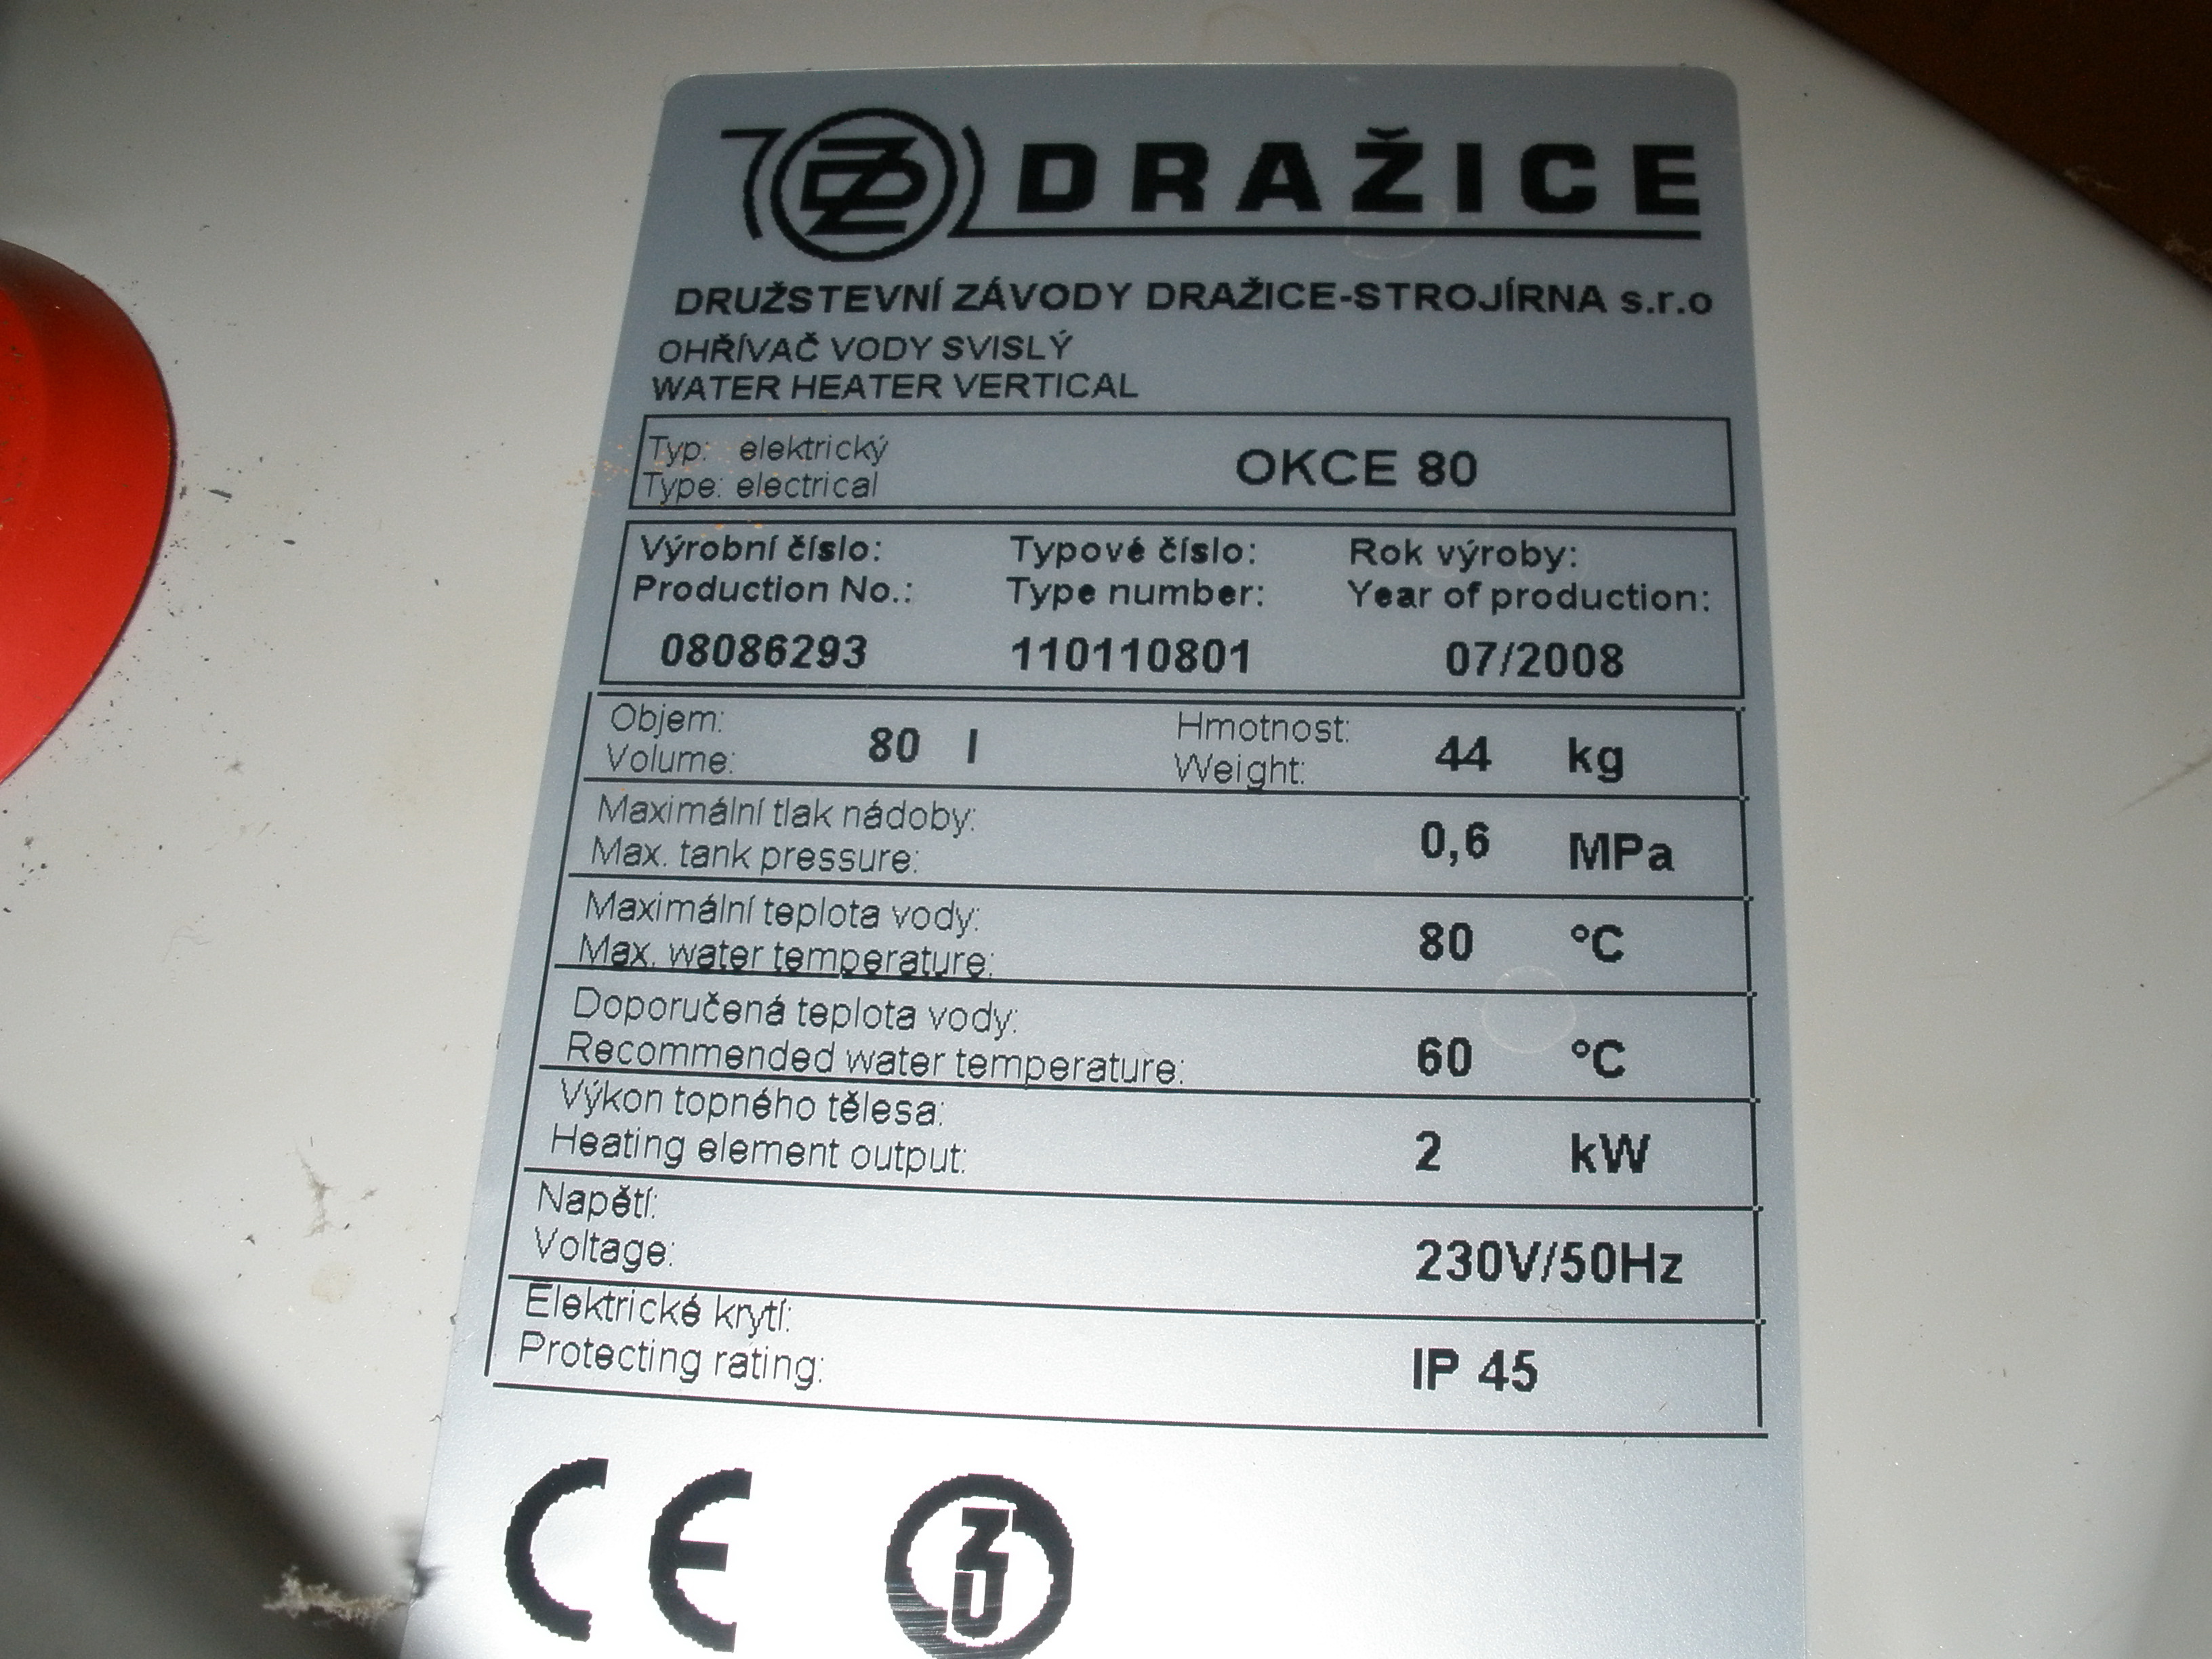 DRAŽICE
DRUŽSTEVNÍ ZÁVODY DRAŽICE-STROJÍRNA s.r.o
OHŘÍVAČ VODY SVISLÝ
WATER HEATER VERTICAL
Typ: elektrický
Type: electrical
OKCE 80
Výrobní číslo: Typové číslo: Rok výroby:
Production No.: Type number: Year of production:
08086293 110110801 07/2008
Objem: Hmotnost:
Volume: 80 l Weight: 44 kg
Maximální tlak nádoby:
Max. tank pressure: 0,6 MPa
Maximální teplota vody:
Max. water temperature: 80 °C
Doporučená teplota vody:
Recommended water temperature: 60 °C
Výkon topného tělesa:
Heating element output: 2 kW
Napětí:
Voltage: 230V/50Hz
Elektrické krytí:
Protecting rating: IP 45
CE